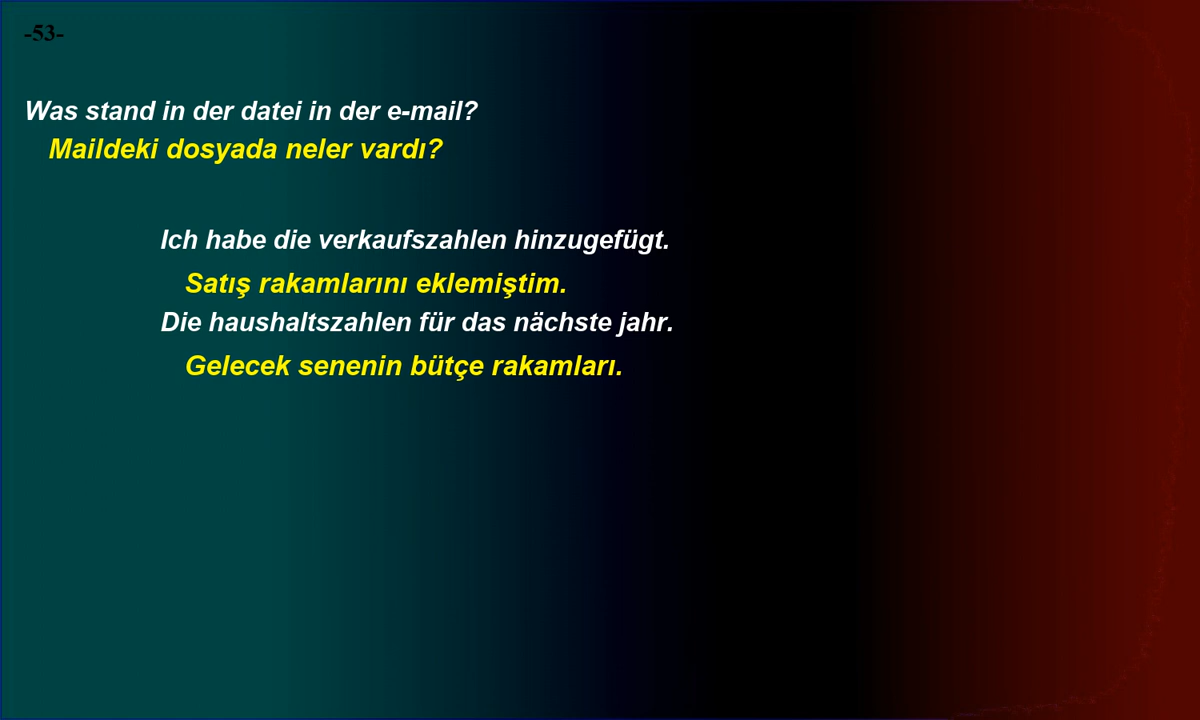 -53-
Was stand in der datei in der e-mail?
Maildeki dosyada neler vardı?
Ich habe die verkaufszahlen hinzugefügt.
Satış rakamlarını eklemiştim.
Die haushaltszahlen für das nächste jahr.
Gelecek senenin bütçe rakamları.